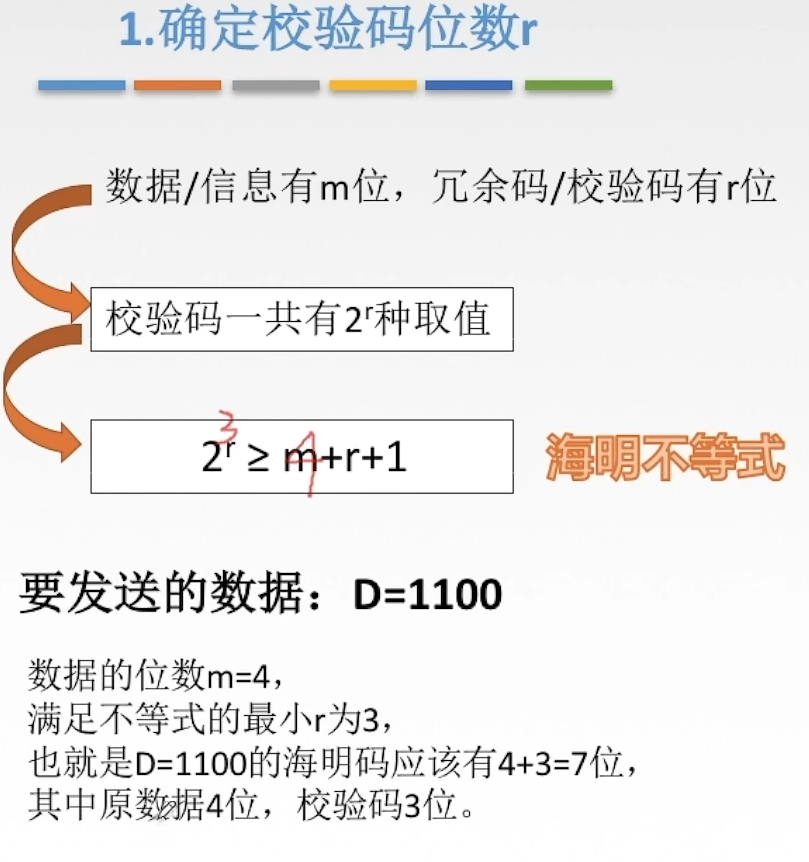 1.确定校验码位数r
数据/信息有m位，冗余码/校验码有r位
校验码一共有2ʳ种取值
3
4
2ʳ ≥ m+r+1
海明不等式
要发送的数据：D=1100
数据的位数m=4，
满足不等式的最小r为3，
也就是D=1100的海明码应该有4+3=7位，
其中原数据4位，校验码3位。